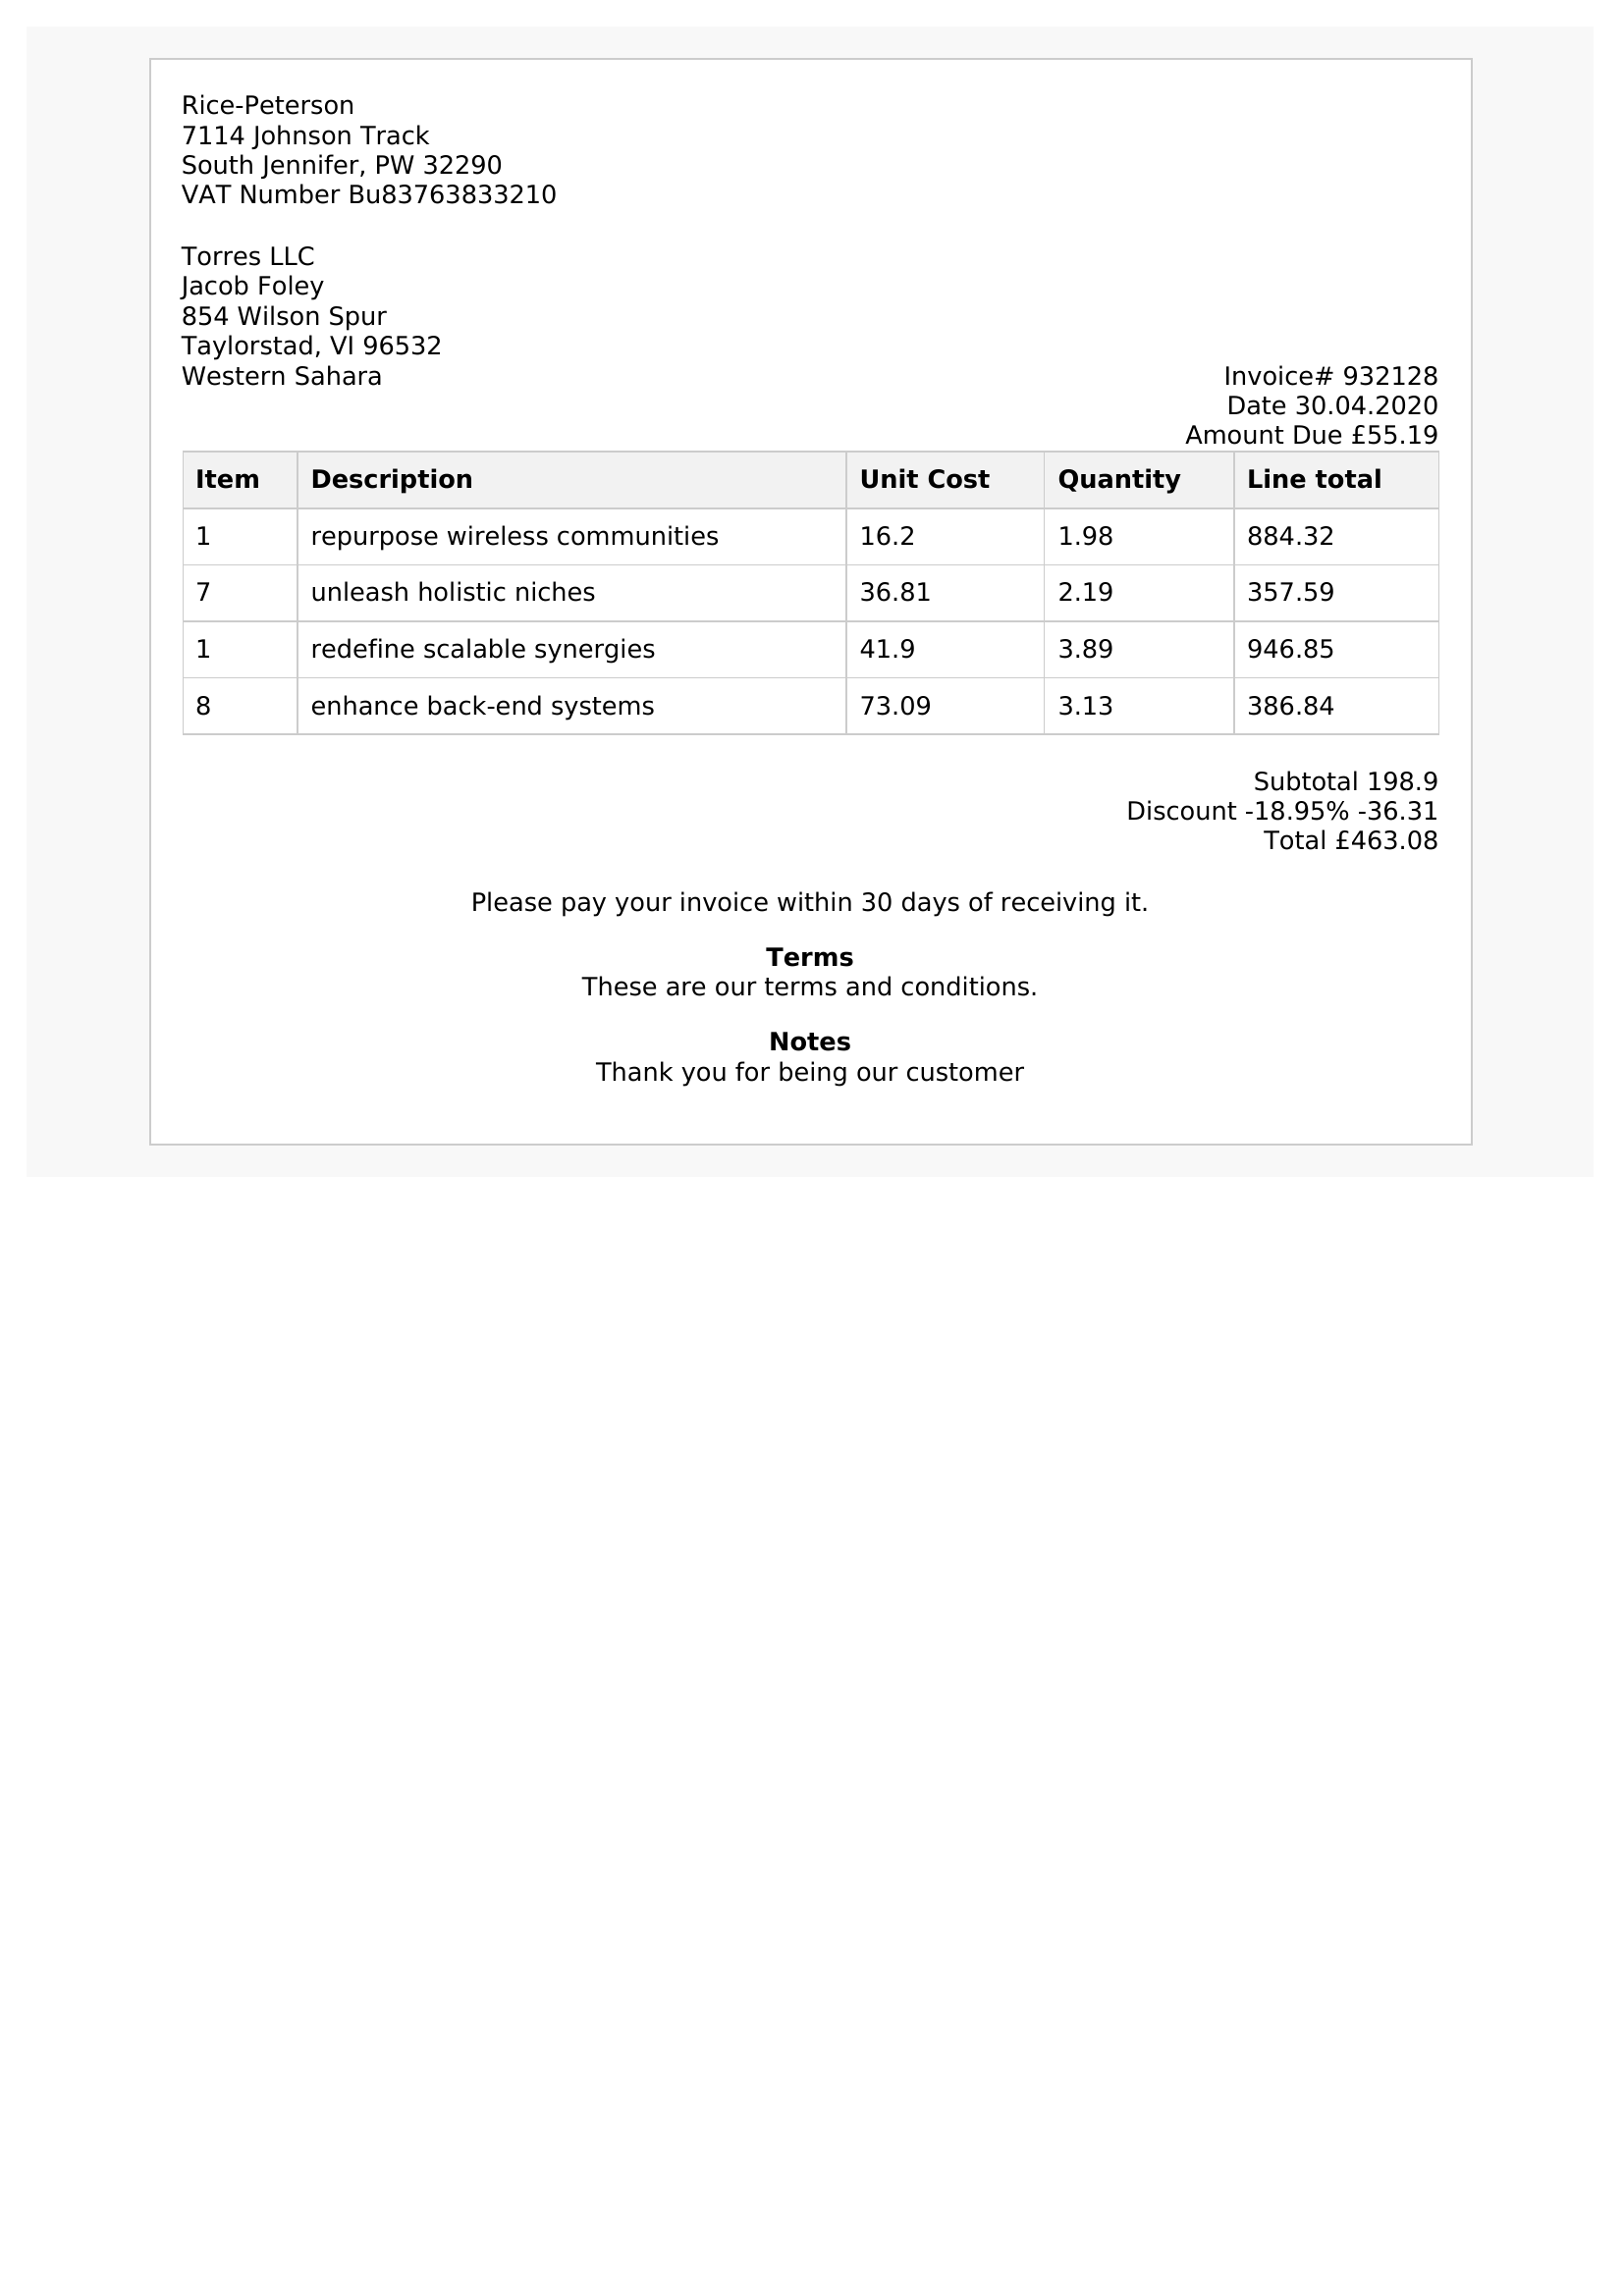 Rice-Peterson
7114 Johnson Track
South Jennifer, PW 32290
VAT Number Bu83763833210
Torres LLC
Jacob Foley
854 Wilson Spur
Taylorstad, VI 96532
Western Sahara
Invoice# 932128
Date 30.04.2020
Amount Due £55.19
Item Description Unit Cost Quantity Line total
1 repurpose wireless communities 16.2 1.98 884.32
7 unleash holistic niches 36.81 2.19 357.59
1 redefine scalable synergies 41.9 3.89 946.85
8 enhance back-end systems 73.09 3.13 386.84
Subtotal 198.9
Discount -18.95% -36.31
Total £463.08
Please pay your invoice within 30 days of receiving it.
Terms
These are our terms and conditions.
Notes
Thank you for being our customer